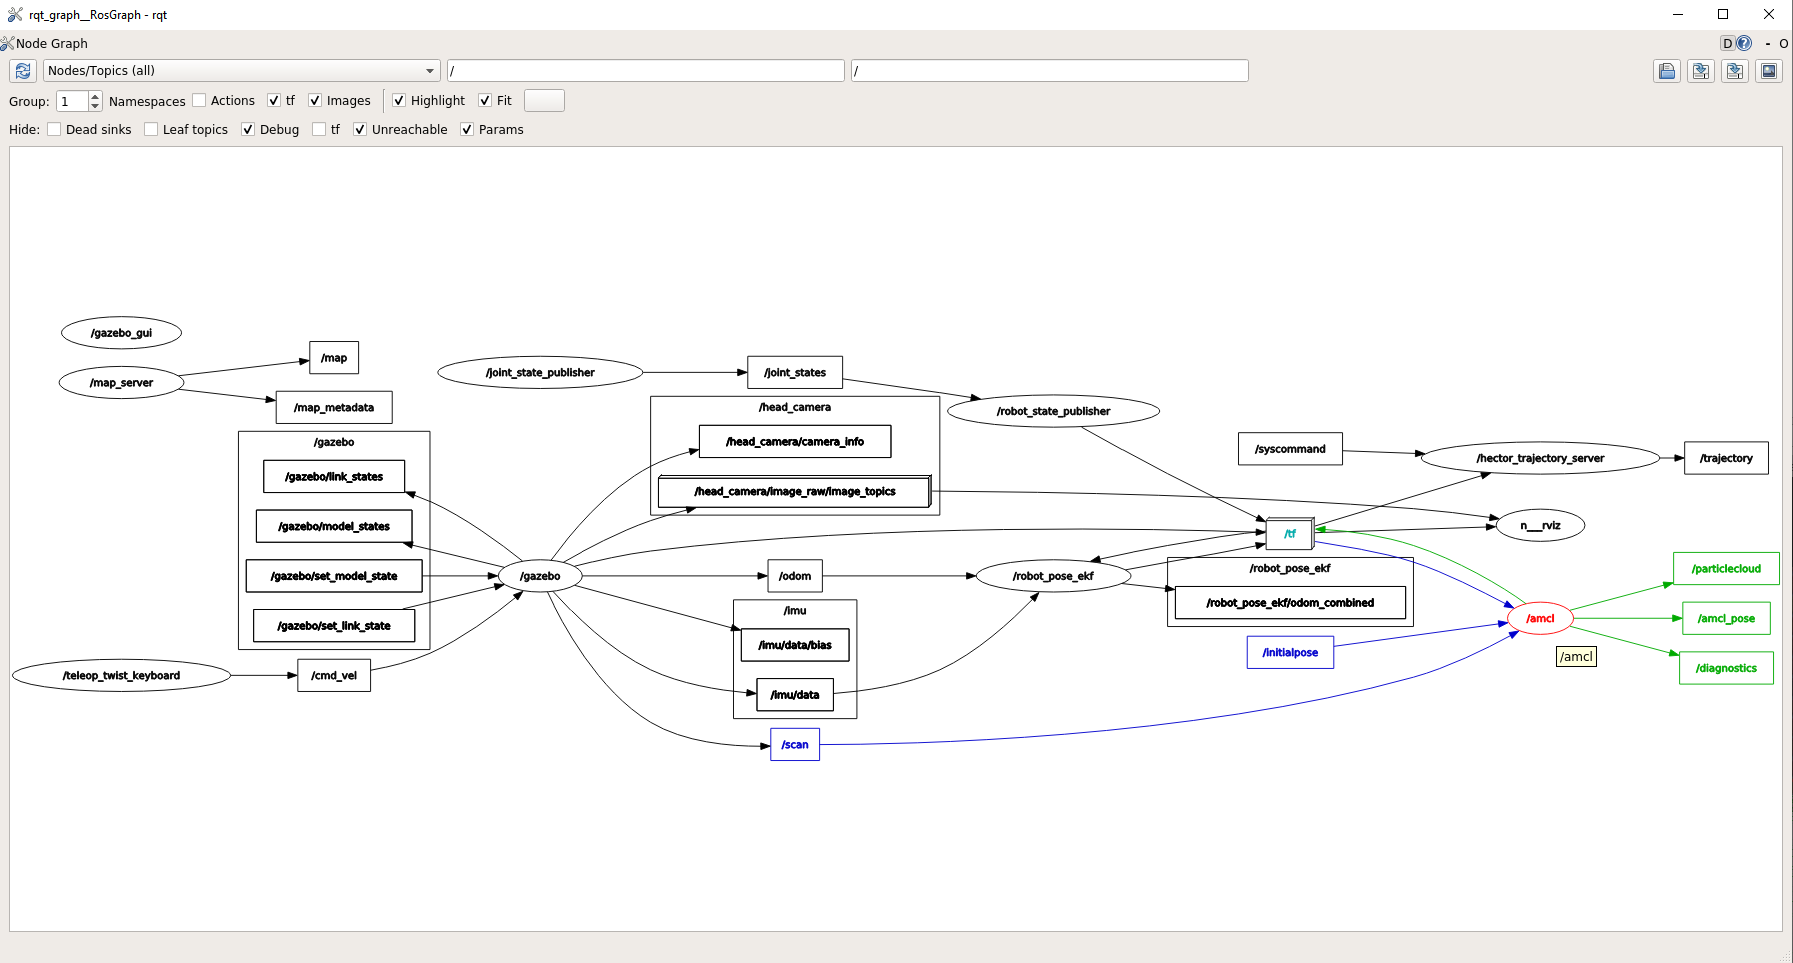 rqt_graph__RosGraph - rqt
Node Graph
D
?
- O
Nodes/Topics (all)
/
/
Group: 1 Namespaces Actions tf Images Highlight Fit
Hide: Dead sinks Leaf topics Debug tf Unreachable Params
/gazebo_gui
/map_server
/map
/map_metadata
/gazebo
/gazebo/link_states
/gazebo/model_states
/gazebo/set_model_state
/gazebo/set_link_state
/teleop_twist_keyboard
/cmd_vel
/joint_state_publisher
/gazebo
/joint_states
/head_camera
/head_camera/camera_info
/head_camera/image_raw/image_topics
/odom
/imu
/imu/data/bias
/imu/data
/scan
/robot_state_publisher
/robot_pose_ekf
/syscommand
/tf
/robot_pose_ekf
/robot_pose_ekf/odom_combined
/initialpose
/hector_trajectory_server
n___rviz
/amcl
/amcl
/trajectory
/particlecloud
/amcl_pose
/diagnostics